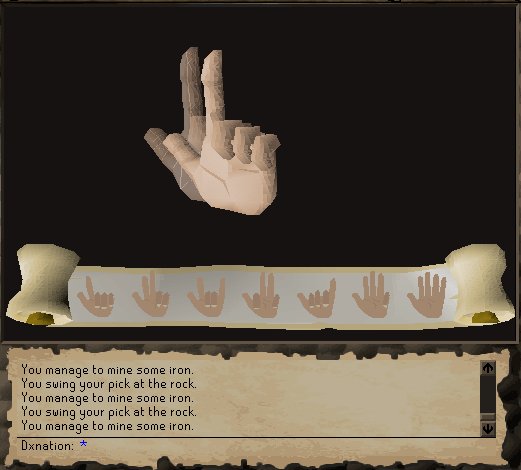 You manage to mine some iron.
You swing your pick at the rock.
You manage to mine some iron.
You swing your pick at the rock.
You manage to mine some iron.
Dxnation: *